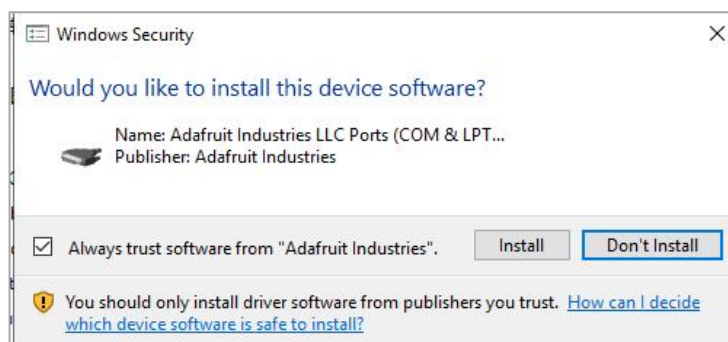 Windows Security
Would you like to install this device software?
Name: Adafruit Industries LLC Ports (COM & LPT...
Publisher: Adafruit Industries
Always trust software from "Adafruit Industries".
Install
Don't Install
You should only install driver software from publishers you trust. How can I decide
which device software is safe to install?